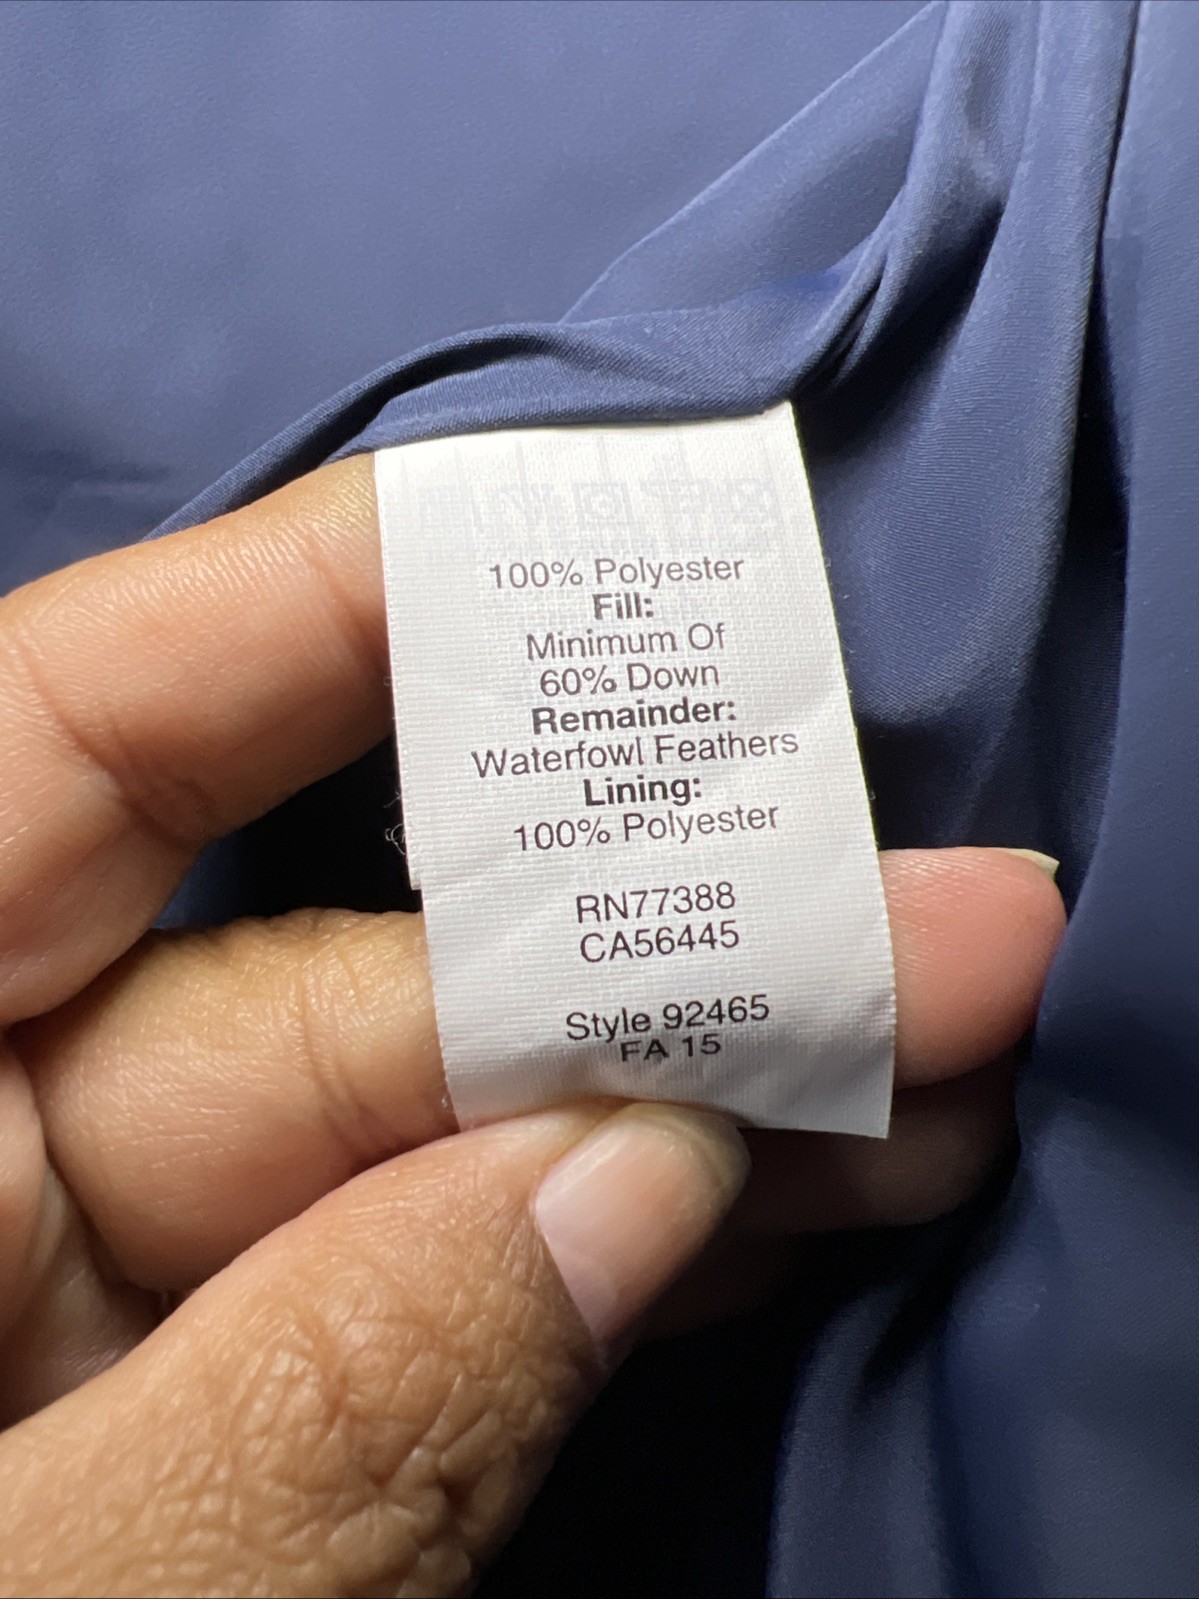 100% Polyester
Fill:
Minimum Of
60% Down
Remainder:
Waterfowl Feathers
Lining:
100% Polyester
RN77388
CA56445
Style 92465
FA 15